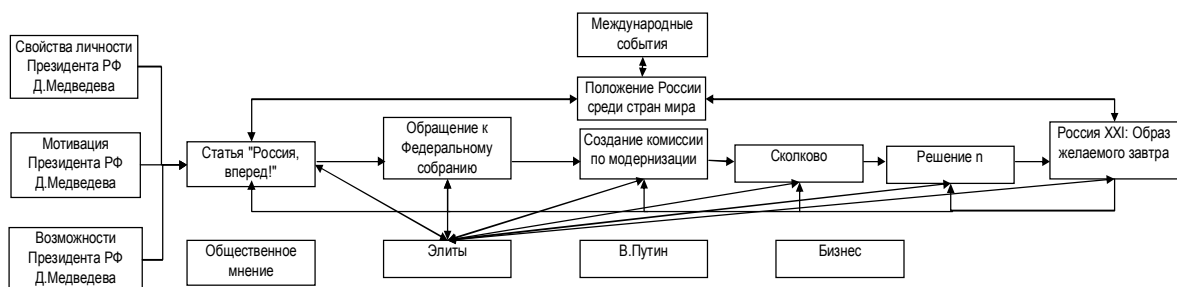 Международные
события
Свойства личности
Президента РФ
Д.Медведева
Положение России
среди стран мира
Мотивация
Президента РФ
Д.Медведева
Статья "Россия,
вперед!"
Обращение к
Федеральному
собранию
Создание комиссии
по модернизации
Сколково
Решение n
Россия XXI: Образ
желаемого завтра
Возможности
Президента РФ
Д.Медведева
Общественное
мнение
Элиты
В.Путин
Бизнес